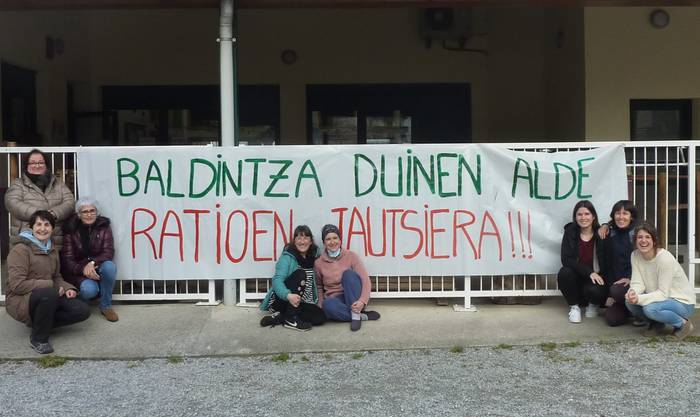 BALDINTZA DUINEN ALDE
RATIOEN JAUTSIERA!!!